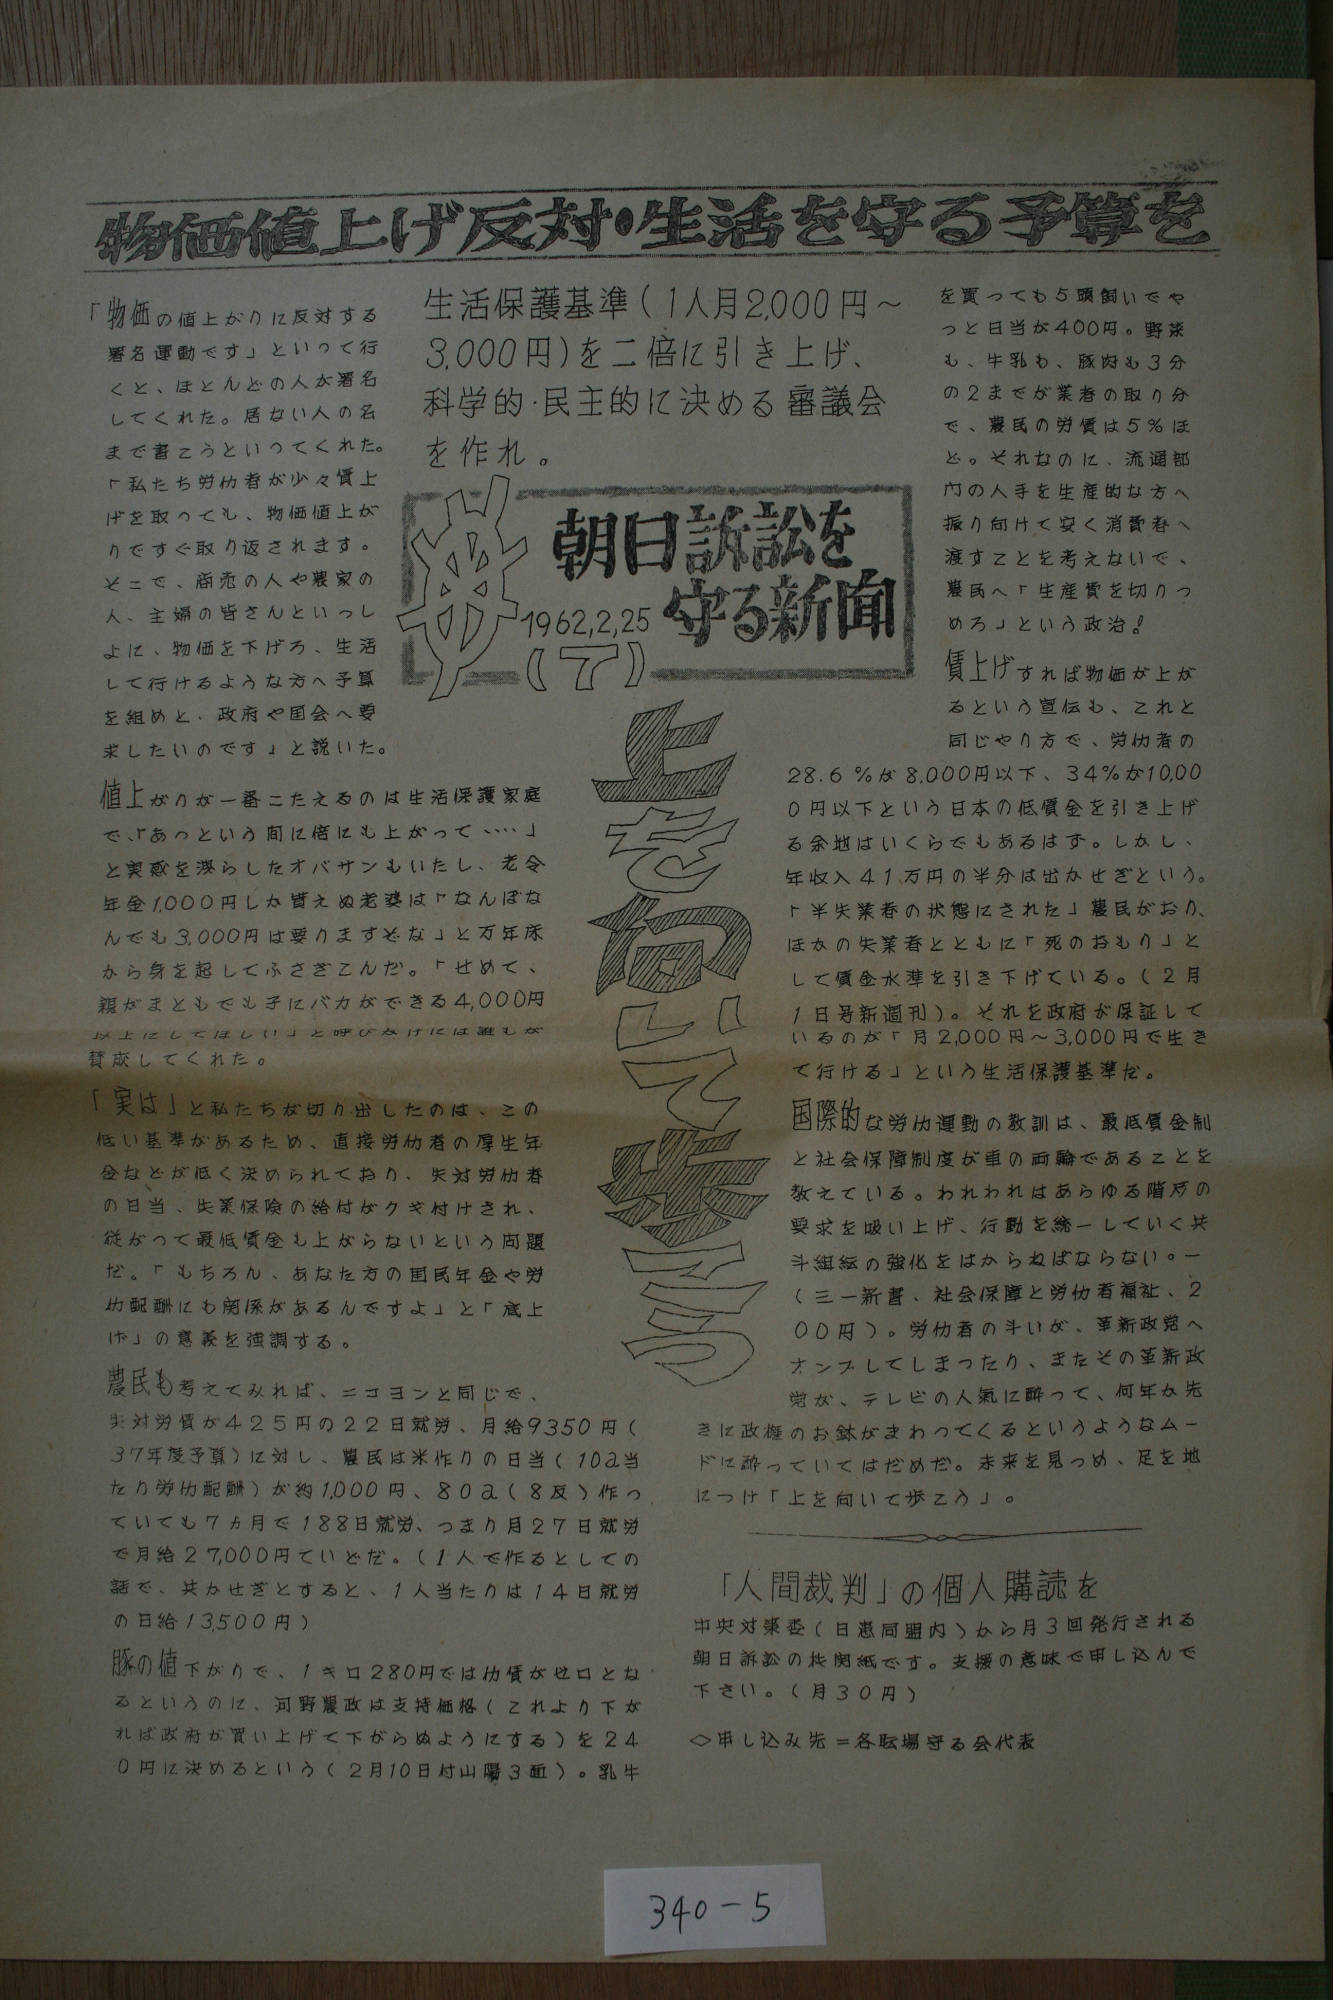 物価値上げ反対・生活を守る予算を
生活保護基準(1人月2,000円〜
3,000円)を二倍に引き上げ、
科学的・民主的に決める審議会
を作れ。
朝日訴訟を
守る新聞
1962,2,25
(7)
上を向いて歩こう
「物価の値上がりに反対する
署名運動です」といって行
くと、ほとんどの人が署名
してくれた。居ない人の名
まで書こうといってくれた。
「私たち労仂者が少々賃上
げを取っても、物価値上が
りですぐ取り返されます。
そこで、商売の人や農家の
人、主婦の皆さんといっし
よに、物価を下げろ、生活
して行けるような方へ予算
を組めと、政府や国会へ要
求したいのです」と説いた。
値上がりが一番こたえるのは生活保護家庭
で、「あっという間に倍にも上がって‥‥」
と実感を洩らしたオバサンもいたし、老令
年金1,000円しか貰えぬ老婆は「なんぼな
んでも3,000円は要りますぞな」と万年床
から身を起してふさぎこんだ。「せめて、
親がまともでも子にバカができる4,000円
以上にしてほしい」と呼びかけには誰もが
賛成してくれた。
「実は」と私たちが切り出したのは、この
低い基準があるため、直接労仂者の厚生年
金などが低く決められており、失対労仂者
の日当、失業保険の給付がクギ付けされ、
従がって最低賃金も上がらないという問題
だ。「もちろん、あなた方の国民年金や労
仂配酬にも関係があるんですよ」と「底上
げ」の意義を強調する。
農民も考えてみれば、ニコヨンと同じで、
失対労賃が425円の22日就労、月給9350円(
37年度予算)に対し、農民は米作りの日当(10a当
たり労仂配酬)が約1,000円、80a(8反)作っ
ていても7ヵ月で188日就労、つまり月27日就労
で月給27,000円ていどだ。(1人で作るとしての
話で、共かせぎとすると、1人当たりは14日就労
の日給13,500円)
豚の値下がりで、1キロ280円では仂賃がゼロとな
るというのに、河野農政は支持価格(これより下が
れば政府が買い上げて下がらぬようにする)を24
0円に決めるという(2月10日付山陽3面)。乳牛
を買っても5頭飼いでや
っと日当が400円。野菜
も、牛乳も、豚肉も3分
の2までが業者の取り分
で、農民の労賃は5%ほ
ど。それなのに、流通部
門の人手を生産的な方へ
振り向けて安く消費者へ
渡すことを考えないで、
農民へ「生産費を切りつ
めろ」という政治!
賃上げすれば物価が上が
るという宣伝も、これと
同じやり方で、労仂者の
28.6%が8,000円以下、34%が10,00
0円以下という日本の低賃金を引き上げ
る余地はいくらでもあるはず。しかし、
年収入41万円の半分は出かせぎという。
「半失業者の状態にされた」農民がおり、
ほかの失業者とともに「死のおもり」と
して賃金水準を引き下げている。(2月
1日号新週刊)。それを政府が保証して
いるのが「月2,000円〜3,000円で生き
て行ける」という生活保護基準だ。
国際的な労仂運動の教訓は、最低賃金制
と社会保障制度が車の両輪であることを
教えている。われわれはあらゆる階層の
要求を吸い上げ、行動を統一していく共
斗組織の強化をはからねばならない。ー
(三一新書、社会保障と労仂者福祉、2
00円)。労仂者の斗いが、革新政党へ
オンブしてしまったり、またその革新政
党が、テレビの人気に酔って、何年か先
きに政権のお鉢がまわってくるというようなムー
ドに酔っていてはだめだ。未来を見つめ、足を地
につけ「上を向いて歩こう」。
「人間裁判」の個人購読を
中央対策委(日患同盟内)から月3回発行される
朝日訴訟の共関紙です。支援の意味で申し込んで
下さい。(月30円)
◇申し込み先=各転場守る会代表
340-5